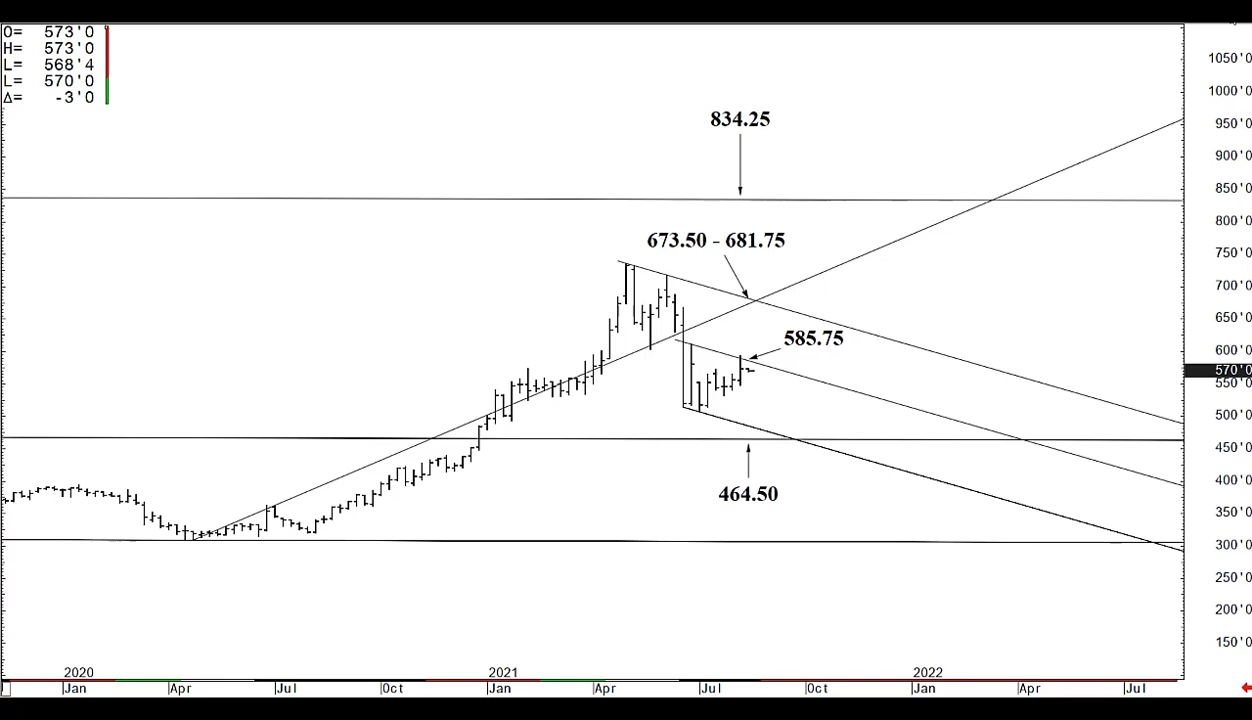 O= 573'0
H= 573'0
L= 568'4
L= 570'0
Δ= -3'0
834.25
673.50 - 681.75
585.75
464.50
1050'0
1000'0
950'0
900'0
850'0
800'0
750'0
700'0
650'0
600'0
570'0
550'0
500'0
450'0
400'0
350'0
300'0
250'0
200'0
150'0
2020 2021 2022
Jan Apr Jul Oct Jan Apr Jul Oct Jan Apr Jul